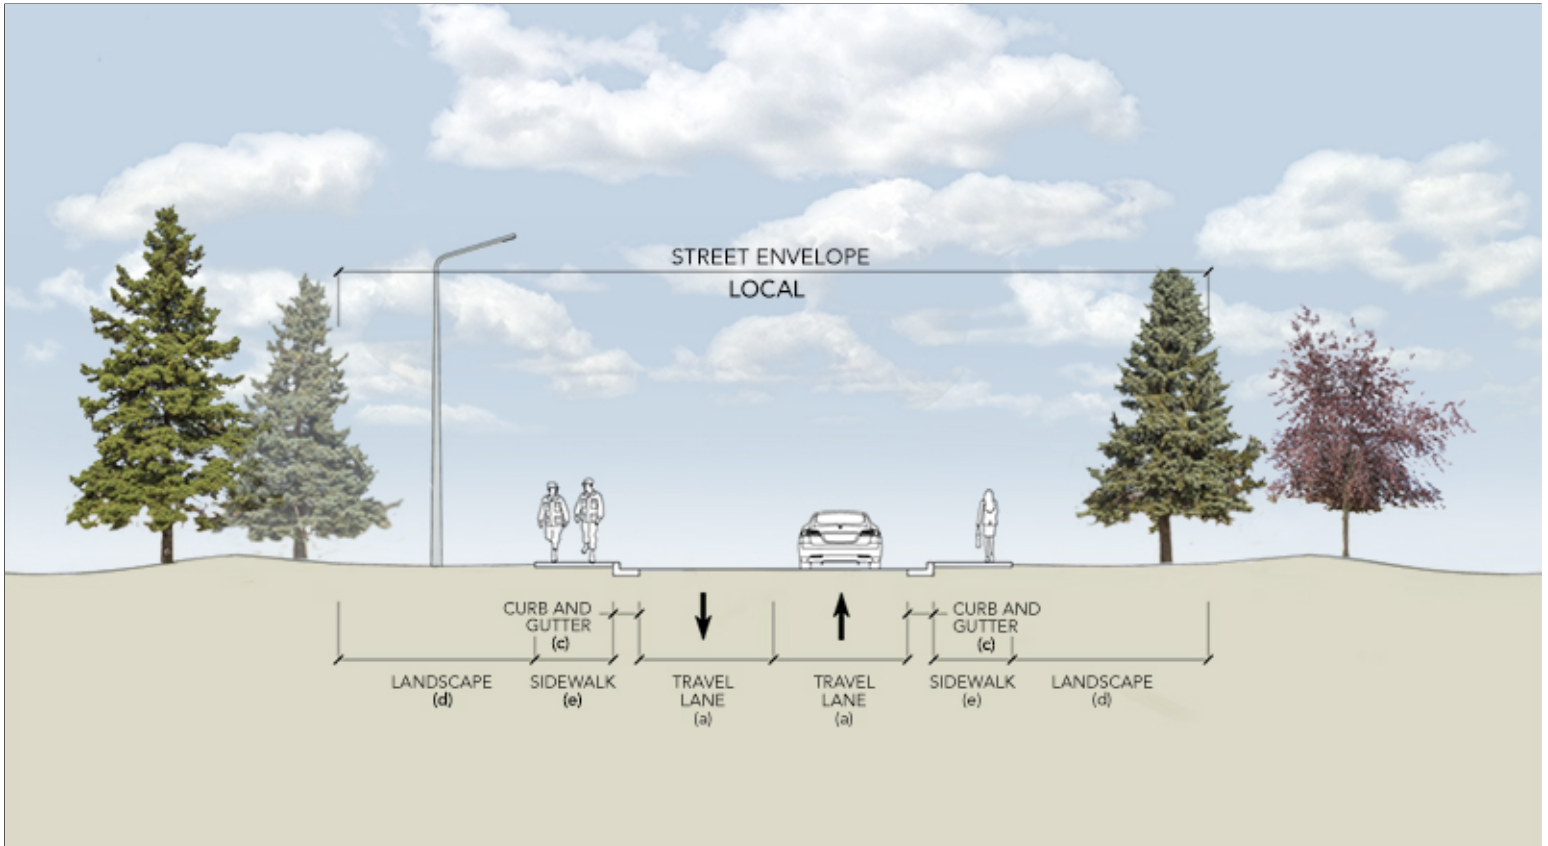 STREET ENVELOPE
LOCAL
CURB AND
GUTTER
(c)
CURB AND
GUTTER
(c)
LANDSCAPE
(d)
SIDEWALK
(e)
TRAVEL
LANE
(a)
TRAVEL
LANE
(a)
SIDEWALK
(e)
LANDSCAPE
(d)